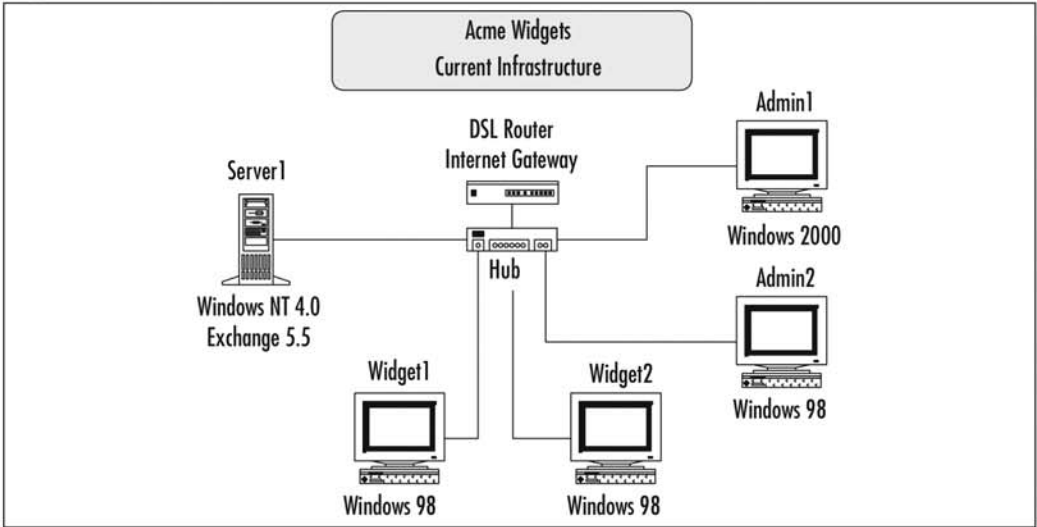 Acme Widgets
Current Infrastructure
DSL Router
Internet Gateway
Admin1
Server1
Windows 2000
Hub
Windows NT 4.0
Exchange 5.5
Admin2
Widget1
Widget2
Windows 98
Windows 98
Windows 98